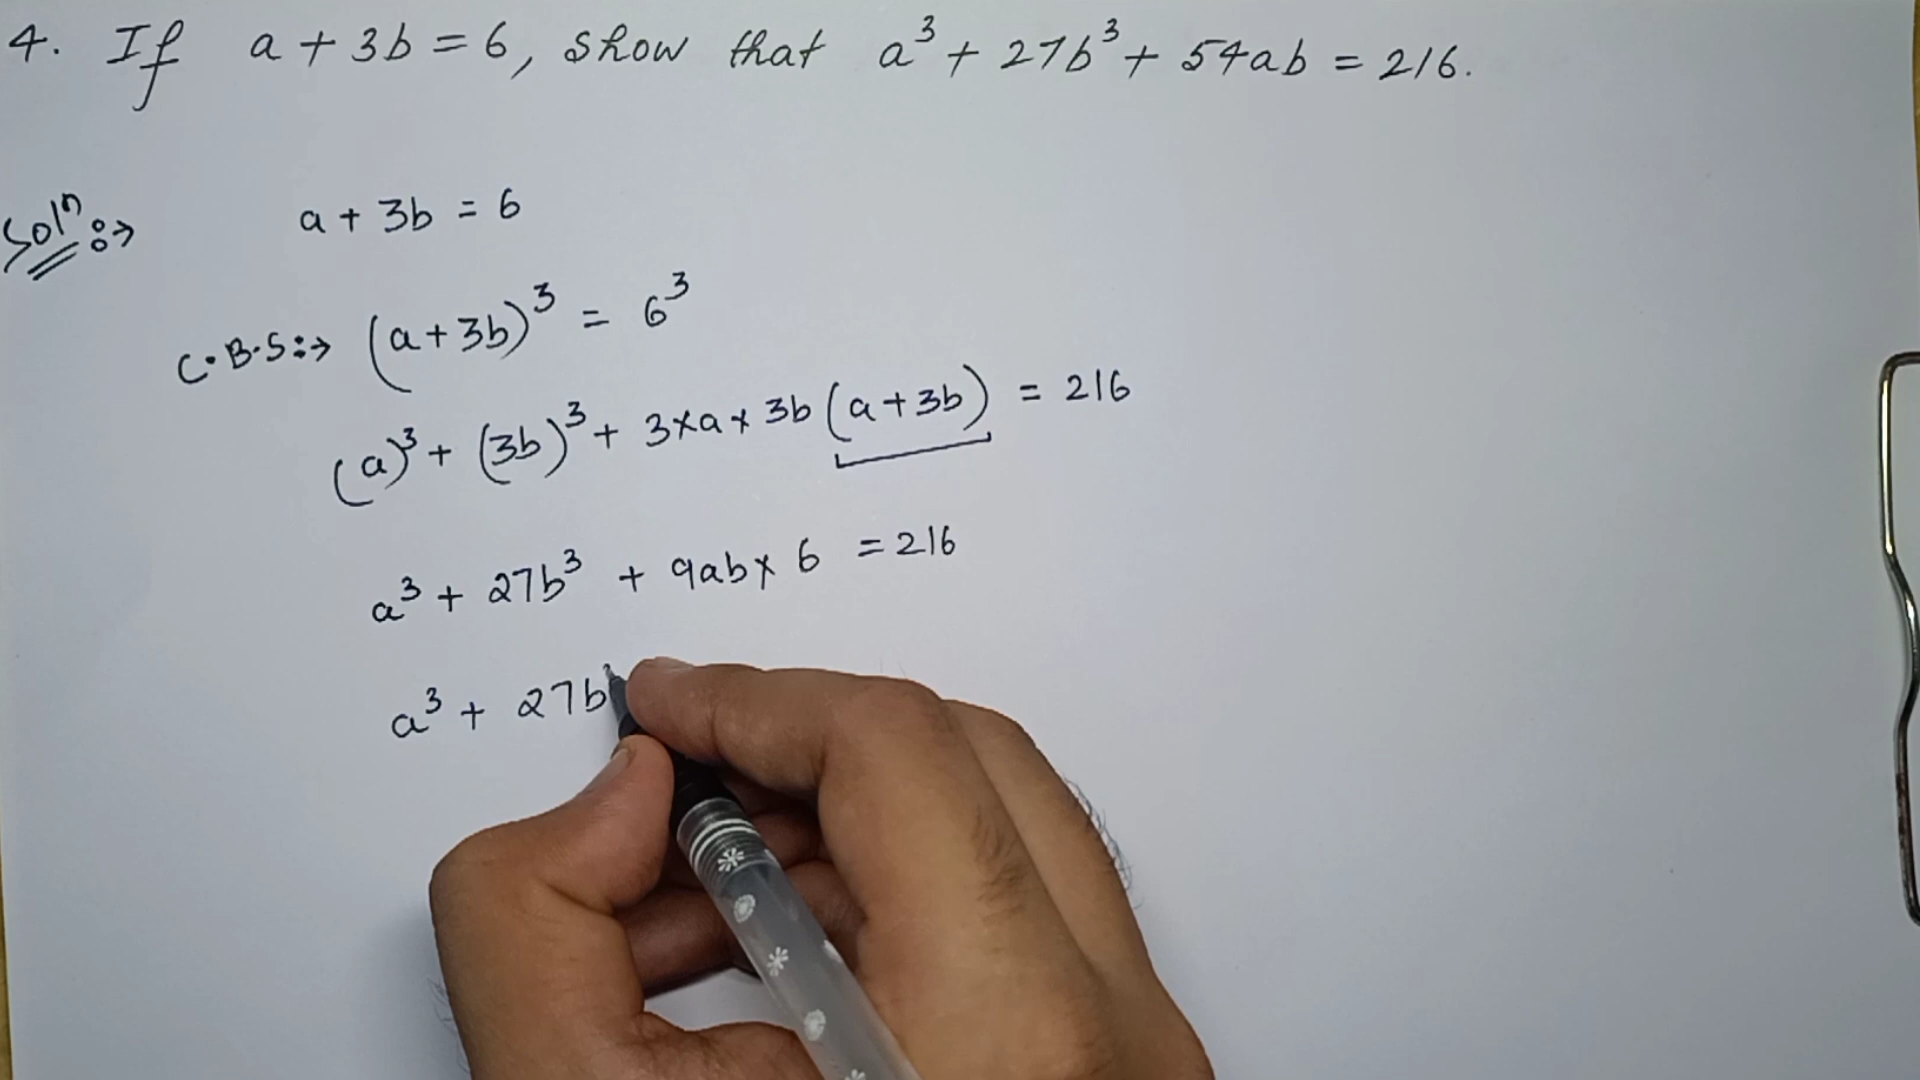 4. If a + 3b = 6, show that a³ + 27b³ + 54ab = 216.
Solⁿ:→ a + 3b = 6
C.B.S:→ (a + 3b)³ = 6³
(a)³ + (3b)³ + 3×a×3b (a + 3b) = 216
a³ + 27b³ + 9ab × 6 = 216
a³ + 27b